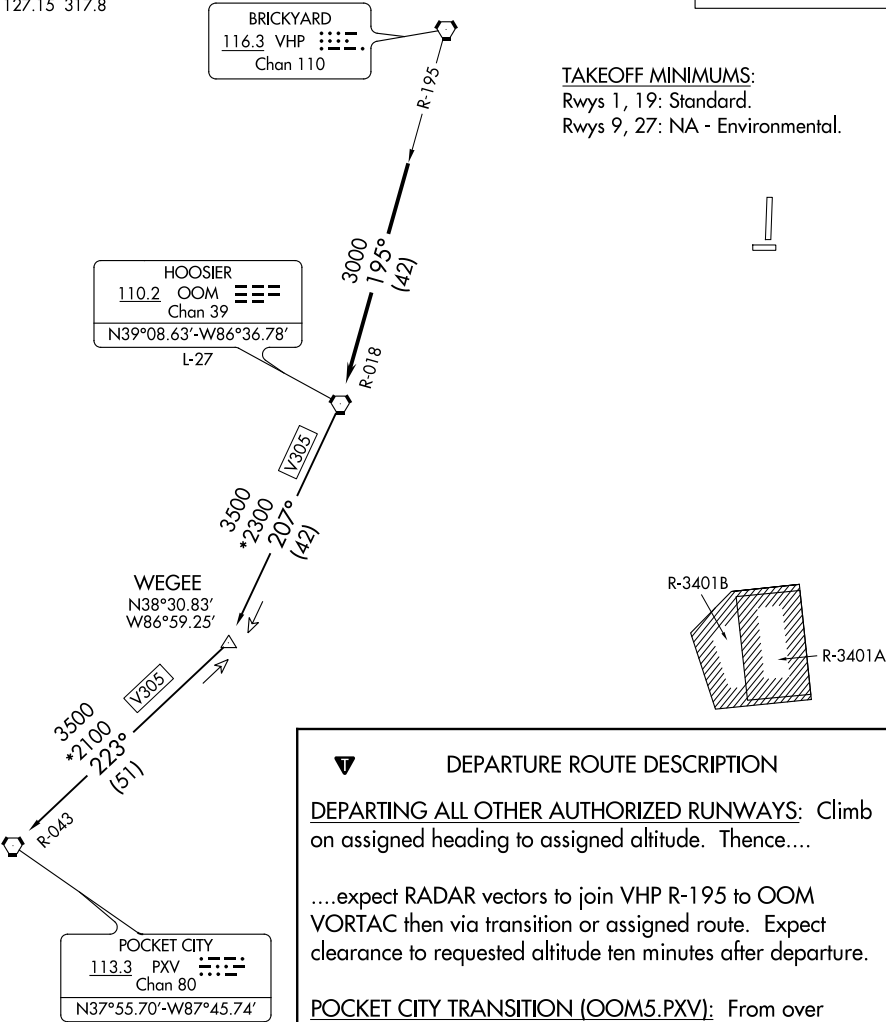 127.15 317.8
BRICKYARD
116.3 VHP
Chan 110
R-195
TAKEOFF MINIMUMS:
Rwys 1, 19: Standard.
Rwys 9, 27: NA - Environmental.
3000
195°
(42)
HOOSIER
110.2 OOM
Chan 39
N39°08.63'-W86°36.78'
L-27
R-018
V305
3500
*2300
207°
(42)
WEGEE
N38°30.83'
W86°59.25'
R-3401B
R-3401A
V305
3500
*2100
223°
(51)
R-043
POCKET CITY
113.3 PXV
Chan 80
N37°55.70'-W87°45.74'
T
DEPARTURE ROUTE DESCRIPTION
DEPARTING ALL OTHER AUTHORIZED RUNWAYS: Climb
on assigned heading to assigned altitude. Thence....
....expect RADAR vectors to join VHP R-195 to OOM
VORTAC then via transition or assigned route. Expect
clearance to requested altitude ten minutes after departure.
POCKET CITY TRANSITION (OOM5.PXV): From over